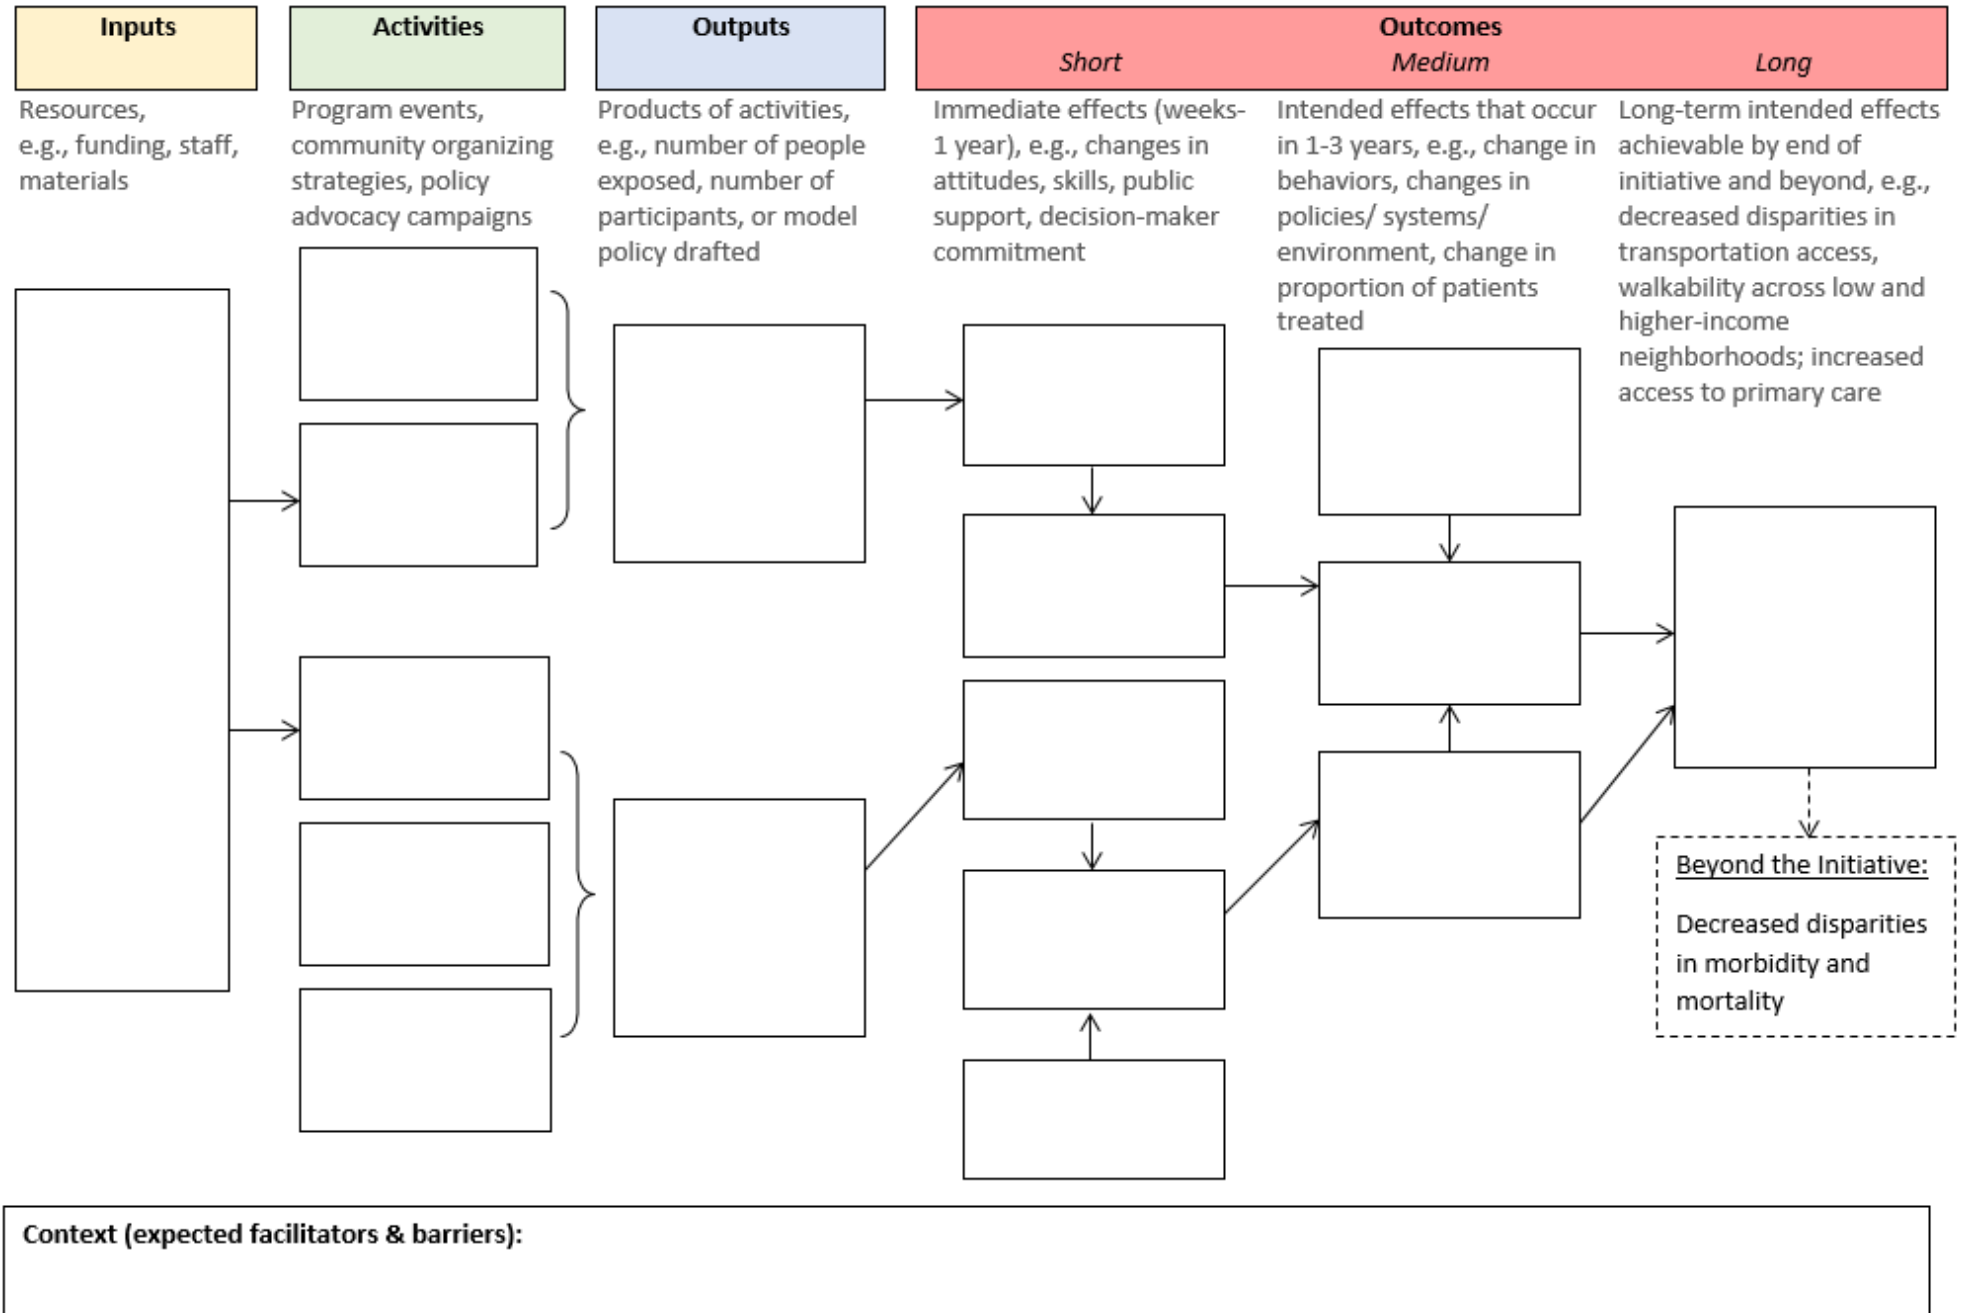 Inputs
Activities
Outputs
Outcomes
Short
Medium
Long
Resources,
e.g., funding, staff,
materials
Program events,
community organizing
strategies, policy
advocacy campaigns
Products of activities,
e.g., number of people
exposed, number of
participants, or model
policy drafted
Immediate effects (weeks-
1 year), e.g., changes in
attitudes, skills, public
support, decision-maker
commitment
Intended effects that occur
in 1-3 years, e.g., change in
behaviors, changes in
policies/ systems/
environment, change in
proportion of patients
treated
Long-term intended effects
achievable by end of
initiative and beyond, e.g.,
decreased disparities in
transportation access,
walkability across low and
higher-income
neighborhoods; increased
access to primary care
Beyond the Initiative:
Decreased disparities
in morbidity and
mortality
Context (expected facilitators & barriers):